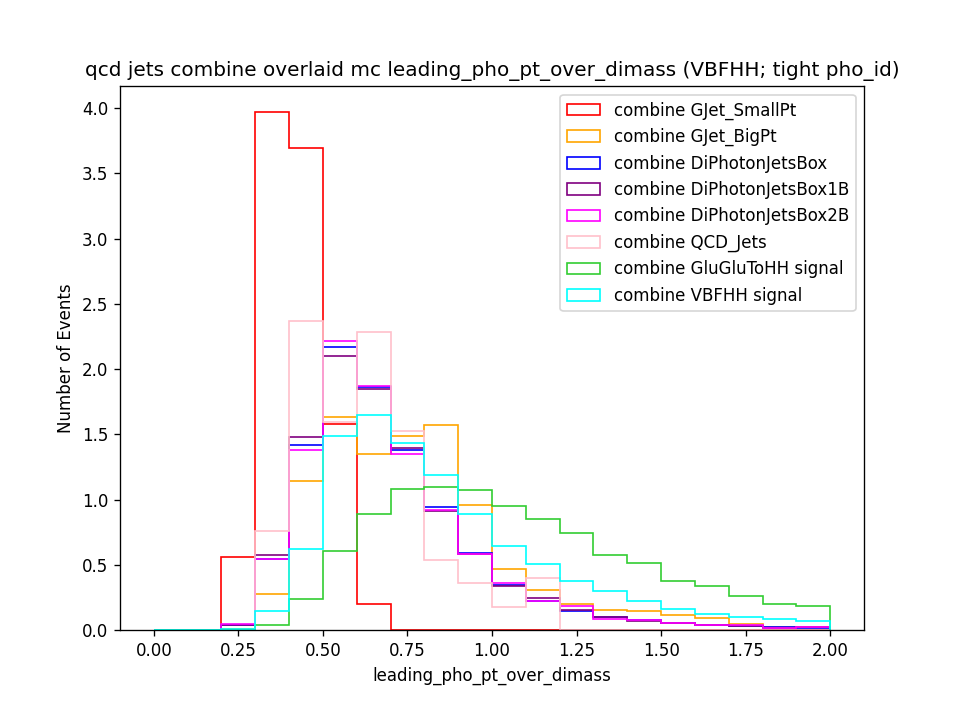 qcd jets combine overlaid mc leading_pho_pt_over_dimass (VBFHH; tight pho_id)
combine GJet_SmallPt
combine GJet_BigPt
combine DiPhotonJetsBox
combine DiPhotonJetsBox1B
combine DiPhotonJetsBox2B
combine QCD_Jets
combine GluGluToHH signal
combine VBFHH signal
Number of Events
4.0
3.5
3.0
2.5
2.0
1.5
1.0
0.5
0.0
0.00 0.25 0.50 0.75 1.00 1.25 1.50 1.75 2.00
leading_pho_pt_over_dimass